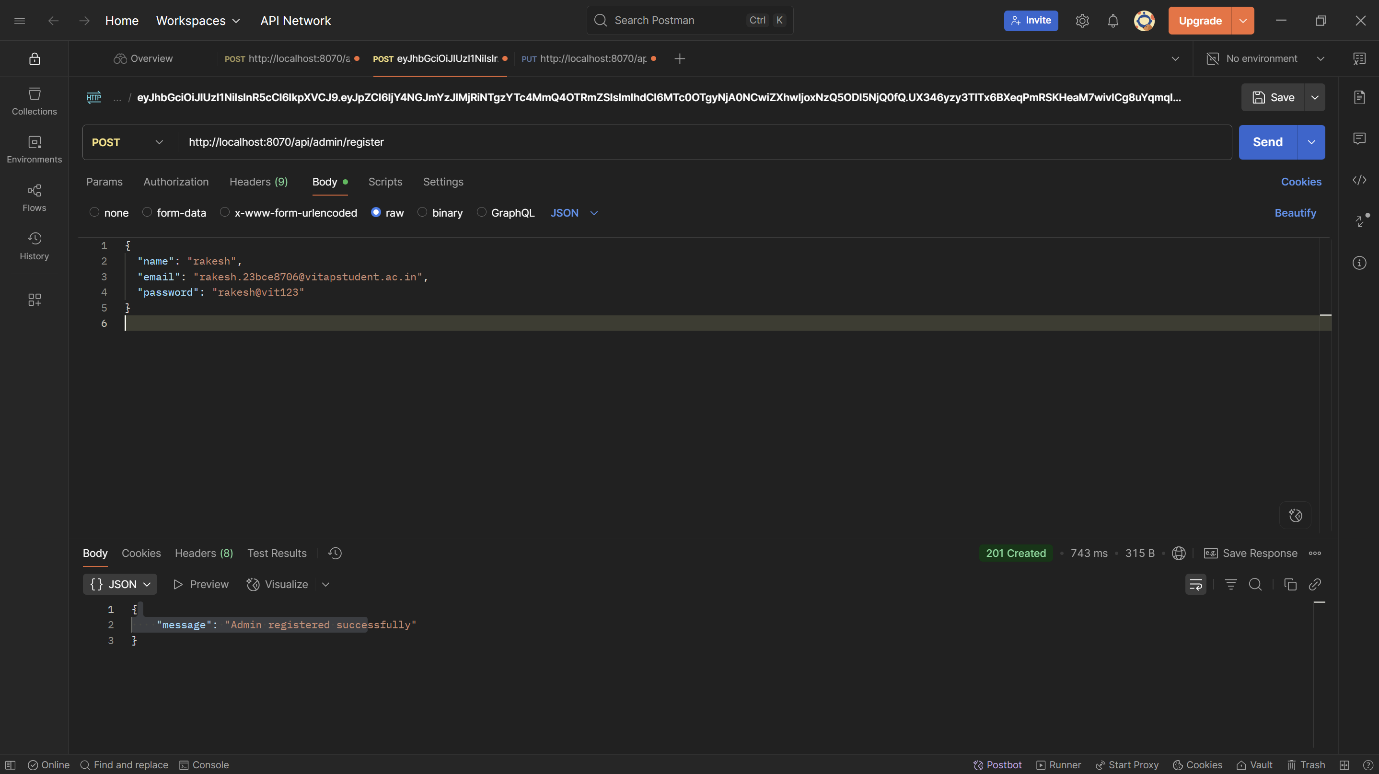 Home Workspaces API Network Search Postman Ctrl K Invite Upgrade
Overview POST http://localhost:8070/a POST eyJhbGciOiJIUzI1NiIsInR PUT http://localhost:8070/ap No environment
... /
Save
POST http://localhost:8070/api/admin/register Send
Params Authorization Headers (9) Body Scripts Settings Cookies
none form-data x-www-form-urlencoded raw binary GraphQL JSON Beautify
Collections
Environments
Flows
History
1 {
2 "name": "rakesh",
3 "email": "rakesh.23bce8706@vitapstudent.ac.in",
4 "password": "rakesh@vit123"
5 }
6
Body Cookies Headers (8) Test Results 201 Created 743 ms 315 B Save Response
{} JSON Preview Visualize
1 {
2 "message": "Admin registered successfully"
3 }
Online Find and replace Console Postbot Runner Start Proxy Cookies Vault Trash